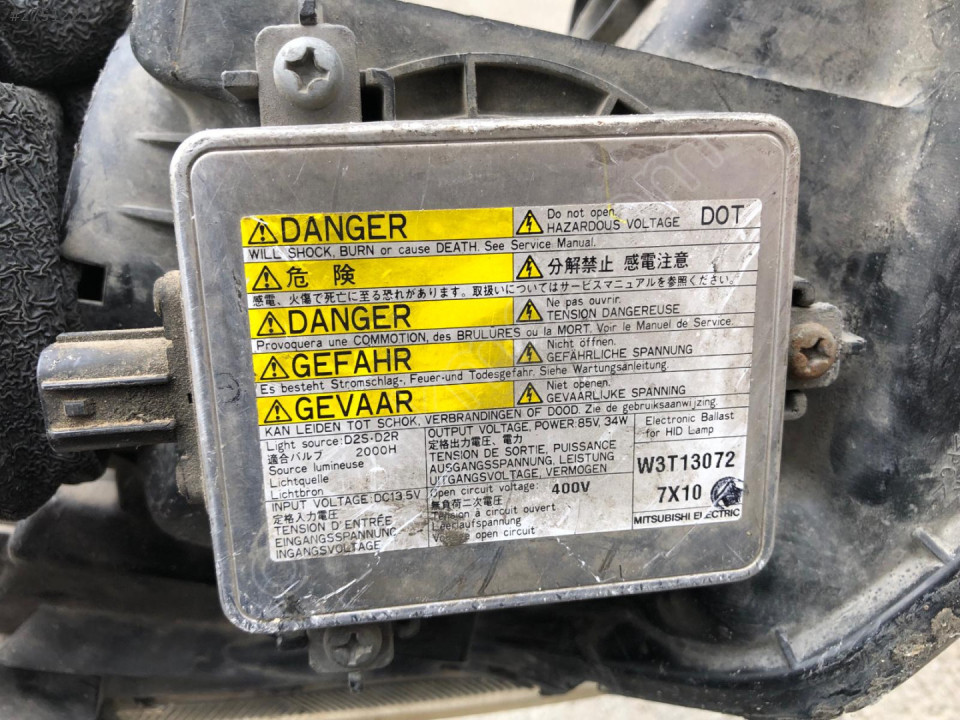 DANGER
Do not open.
HAZARDOUS VOLTAGE
DOT
WILL SHOCK, BURN or cause DEATH. See Service Manual.
危 険
分解禁止 感電注意
感電、火傷で死亡に至る恐れがあります。取扱いについてはサービスマニュアルを参照ください。
DANGER
Ne pas ouvrir.
TENSION DANGEREUSE
Provoquera une COMMOTION, des BRULURES ou la MORT. Voir le Manuel de Service.
GEFAHR
Nicht öffnen.
GEFÄHRLICHE SPANNUNG
Es besteht Stromschlag-, Feuer-und Todesgefahr. Siehe Wartungsanleitung.
GEVAAR
Niet openen.
GEVAARLIJKE SPANNING
KAN LEIDEN TOT SCHOK, VERBRANDINGEN OF DOOD. Zie de gebruiksaanwijzing.
Light source:D2S·D2R
適合バルブ 2000H
Source lumineuse
Lichtquelle
Lichtbron
INPUT VOLTAGE:DC13.5V
定格入力電圧
TENSION D'ENTRÉE
EINGANGSSPANNUNG
INGANGSVOLTAGE
OUTPUT VOLTAGE, POWER:85V, 34W
定格出力電圧、電力
TENSION DE SORTIE, PUISSANCE
AUSGANGSSPANNUNG, LEISTUNG
UITGANGSVOLTAGE, VERMOGEN
Open circuit voltage: 400V
無負荷二次電圧
Tension à circuit ouvert
Leerlaufspannung
open circuit
Electronic Ballast
for HID Lamp
W3T13072
7X10
MITSUBISHI ELECTRIC